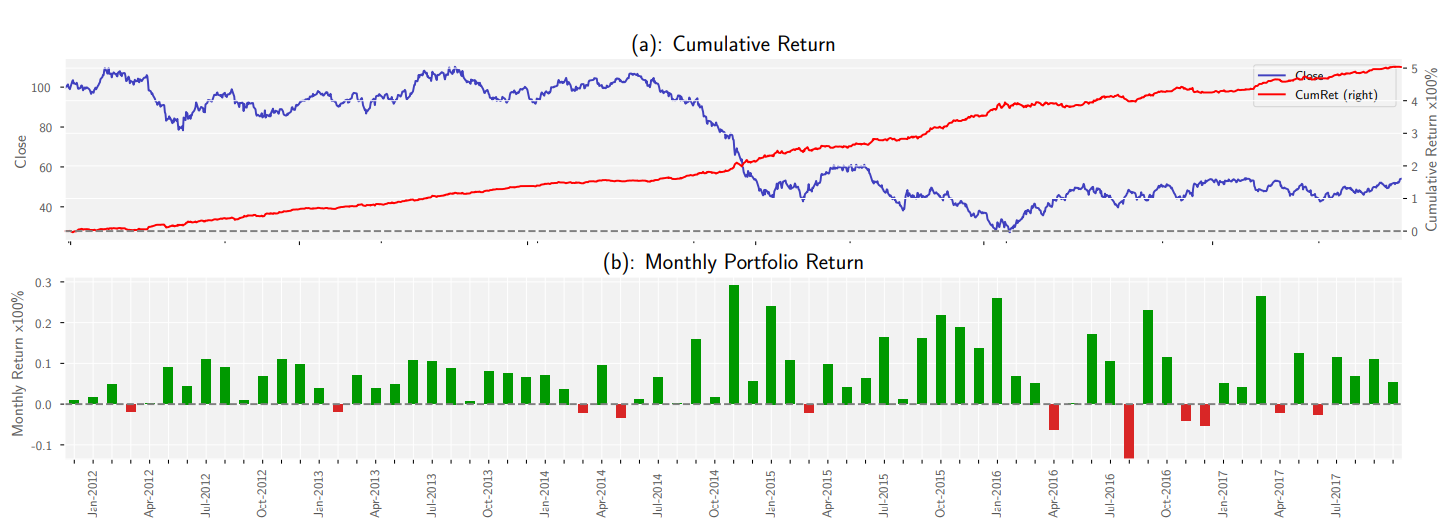 (a): Cumulative Return
Close
100
80
60
40
Close
CumRet (right)
5
4
3
2
1
0
Cumulative Return x100%
(b): Monthly Portfolio Return
Monthly Return x100%
0.3
0.2
0.1
0.0
-0.1
Jan-2012
Apr-2012
Jul-2012
Oct-2012
Jan-2013
Apr-2013
Jul-2013
Oct-2013
Jan-2014
Apr-2014
Jul-2014
Oct-2014
Jan-2015
Apr-2015
Jul-2015
Oct-2015
Jan-2016
Apr-2016
Jul-2016
Oct-2016
Jan-2017
Apr-2017
Jul-2017